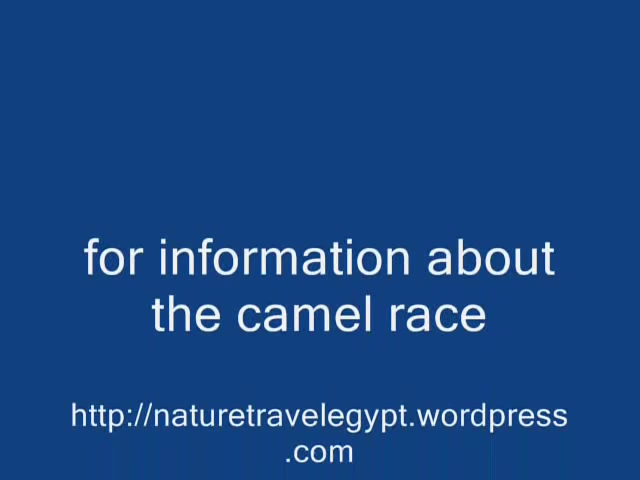 for information about
the camel race
http://naturetravelegypt.wordpress
.com